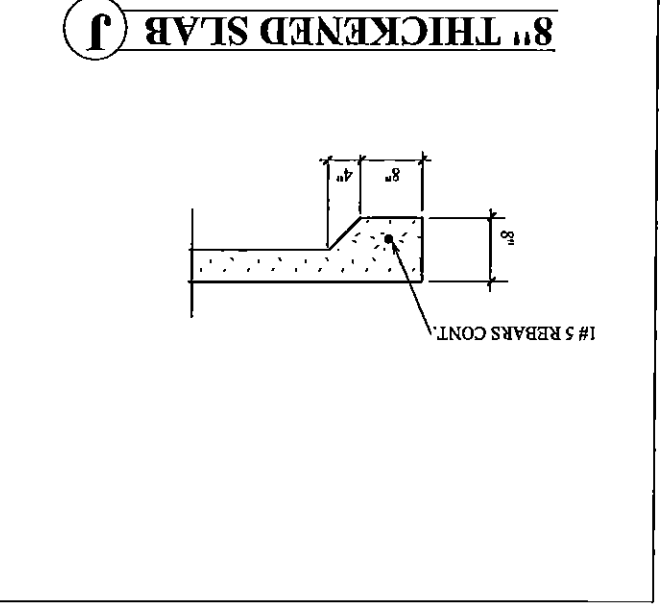 1# 5 REBARS CONT.
8"
8" 4"
8" THICKENED SLAB J